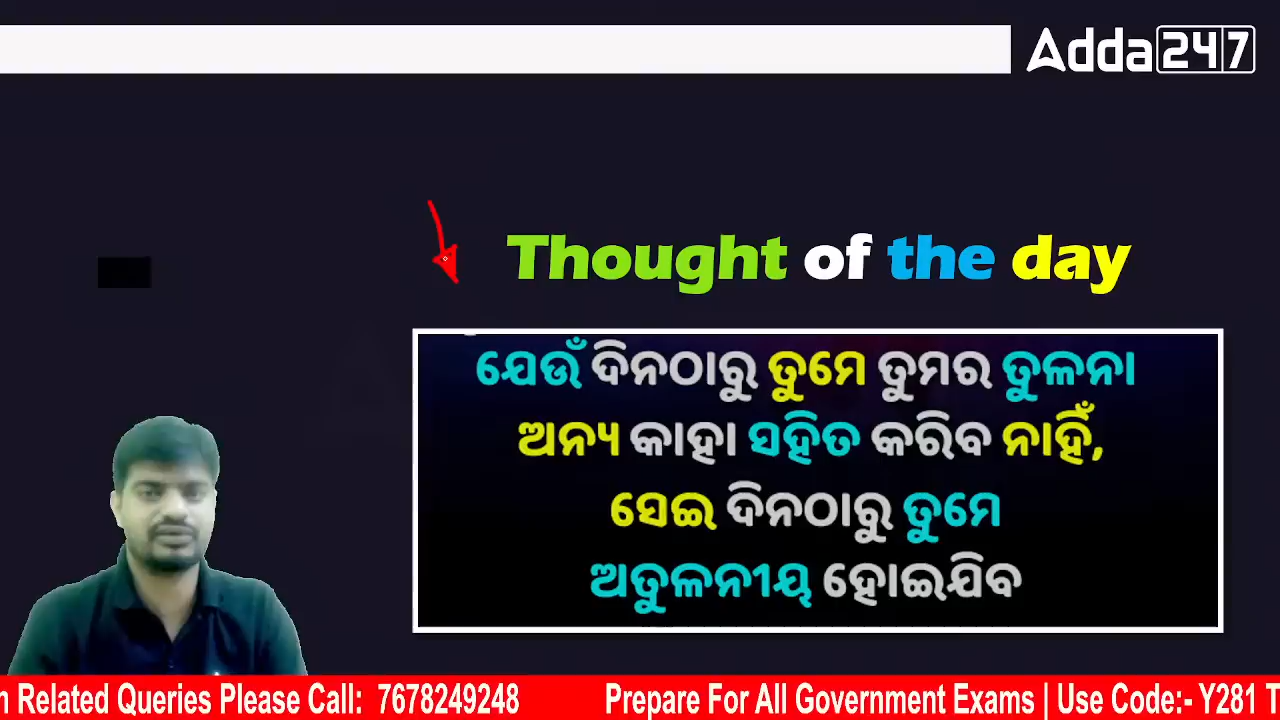 Adda247
Thought of the day
ଯେଉଁ ଦିନଠାରୁ ତୁମେ ତୁମର ତୁଳନା
ଅନ୍ୟ କାହା ସହିତ କରିବ ନାହିଁ,
ସେଇ ଦିନଠାରୁ ତୁମେ
ଅତୁଳନୀୟ ହୋଇଯିବ
Related Queries Please Call: 7678249248 Prepare For All Government Exams | Use Code:- Y281